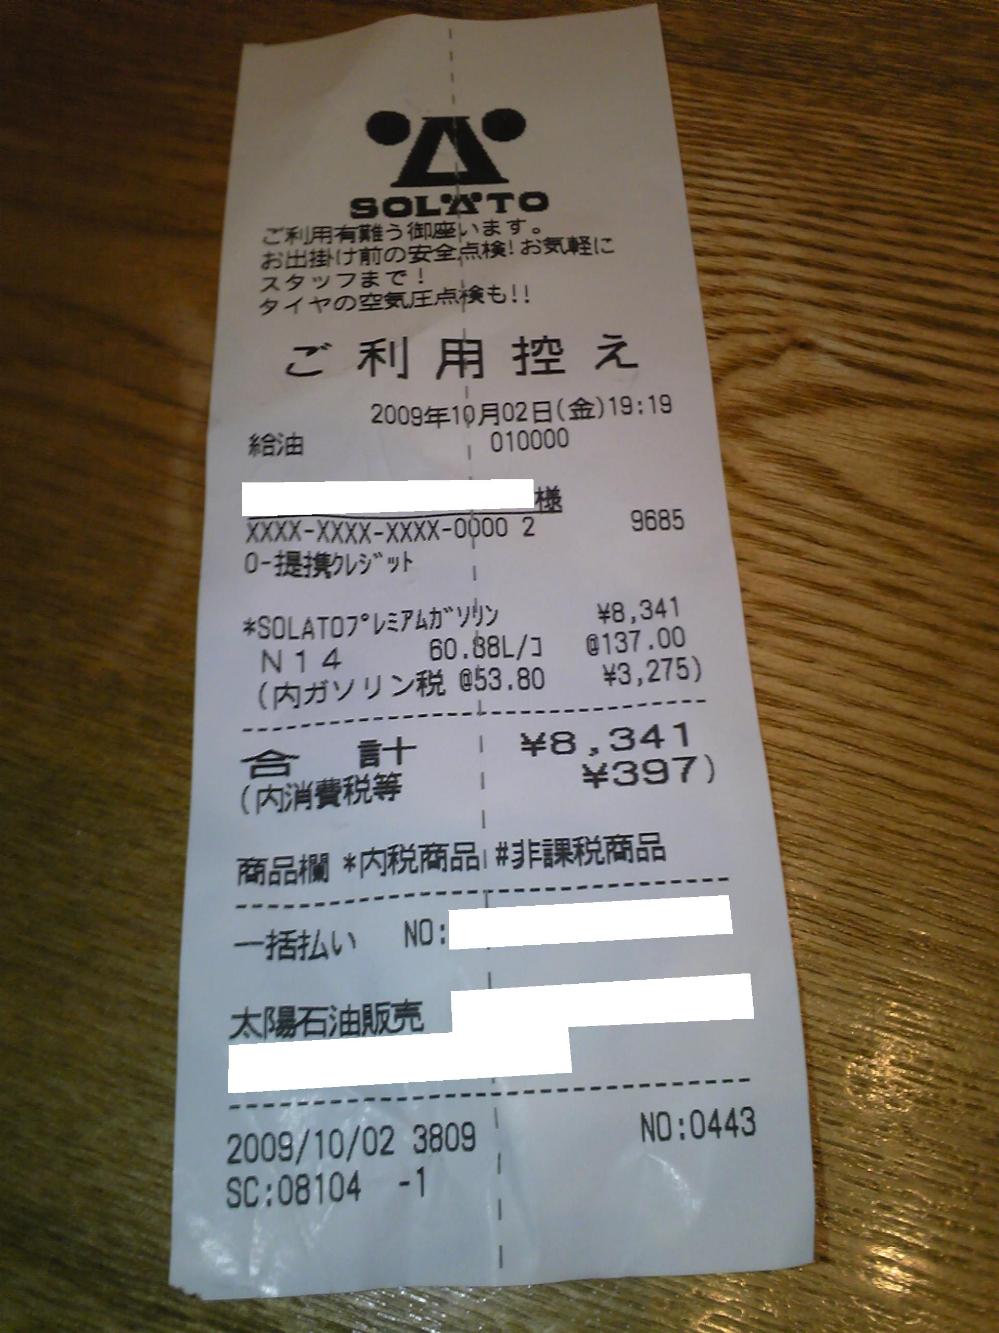 SOLATO
ご利用有難う御座います。
お出掛け前の安全点検!お気軽に
スタッフまで!
タイヤの空気圧点検も!!
ご利用控え
2009年10月02日(金)19:19
給油 010000
様
XXXX-XXXX-XXXX-0000 2 9685
0-提携クレジット
*SOLATOプレミアムガソリン ¥8,341
N14 60.88L/コ @137.00
(内ガソリン税 @53.80 ¥3,275)
合計 ¥8,341
(内消費税等 ¥397)
商品欄 *内税商品 #非課税商品
一括払い NO:
太陽石油販売
2009/10/02 3809 NO:0443
SC:08104 -1